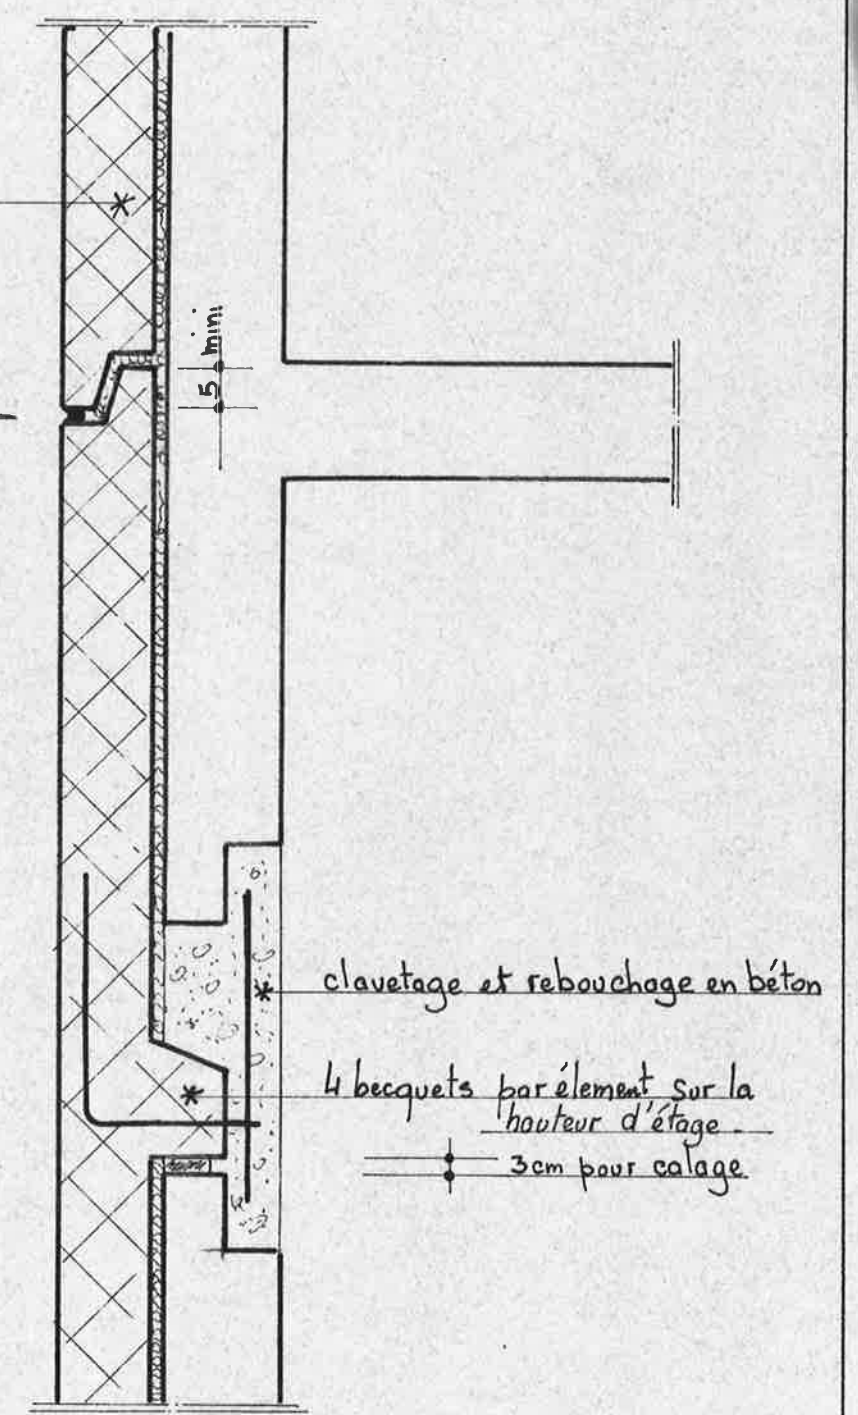 5 mini
clavetage et rebouchage en béton
4 becquets par élement sur la
hauteur d'étage.
3cm pour calage